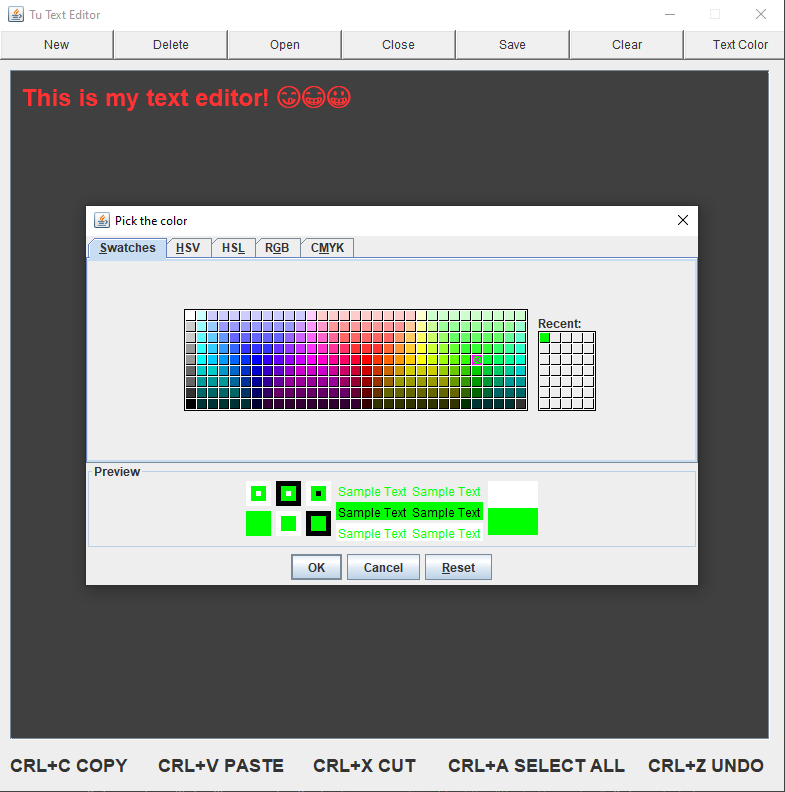 Tu Text Editor
New Delete Open Close Save Clear Text Color
This is my text editor! 😋😂😀
Pick the color
Swatches HSV HSL RGB CMYK
Recent:
Preview
Sample Text Sample Text
Sample Text Sample Text
Sample Text Sample Text
OK Cancel Reset
CRL+C COPY CRL+V PASTE CRL+X CUT CRL+A SELECT ALL CRL+Z UNDO